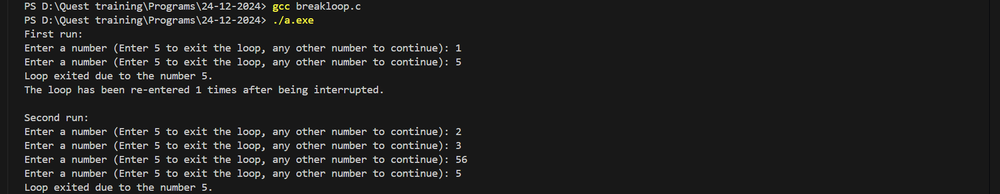 PS D:\Quest training\Programs\24-12-2024> gcc breakloop.c
PS D:\Quest training\Programs\24-12-2024> ./a.exe
First run:
Enter a number (Enter 5 to exit the loop, any other number to continue): 1
Enter a number (Enter 5 to exit the loop, any other number to continue): 5
Loop exited due to the number 5.
The loop has been re-entered 1 times after being interrupted.
Second run:
Enter a number (Enter 5 to exit the loop, any other number to continue): 2
Enter a number (Enter 5 to exit the loop, any other number to continue): 3
Enter a number (Enter 5 to exit the loop, any other number to continue): 56
Enter a number (Enter 5 to exit the loop, any other number to continue): 5
Loop exited due to the number 5.